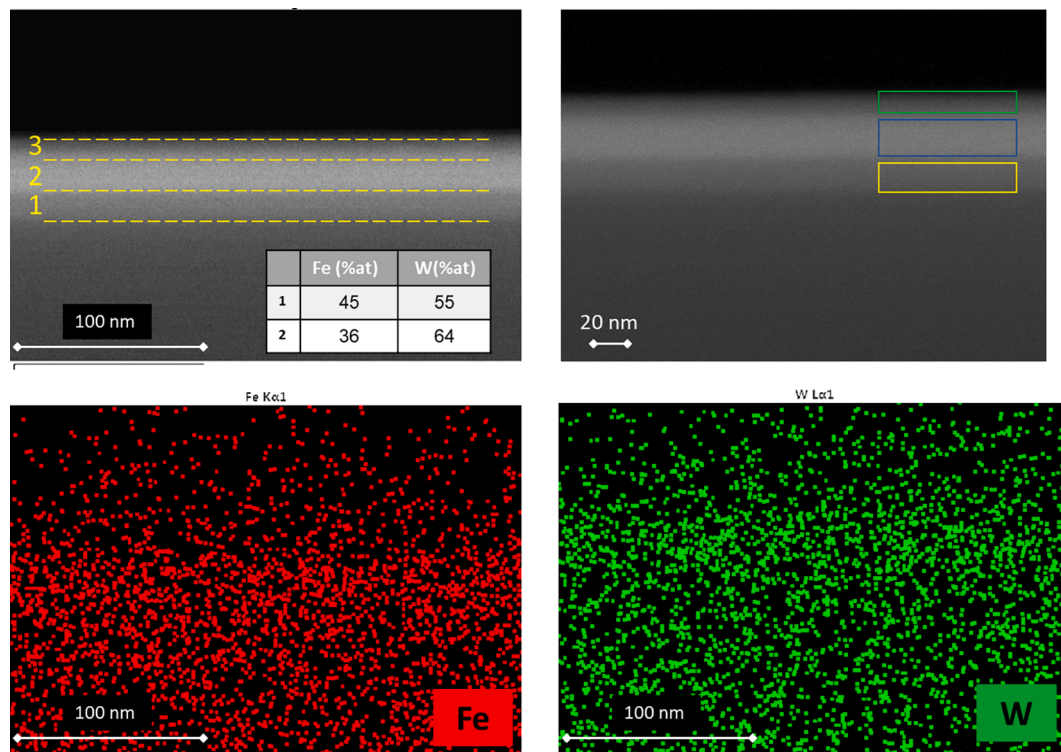 3
2
1
Fe (%at) W(%at)
1 45 55
2 36 64
100 nm
20 nm
Fe Kα1
W Lα1
100 nm
Fe
100 nm
W